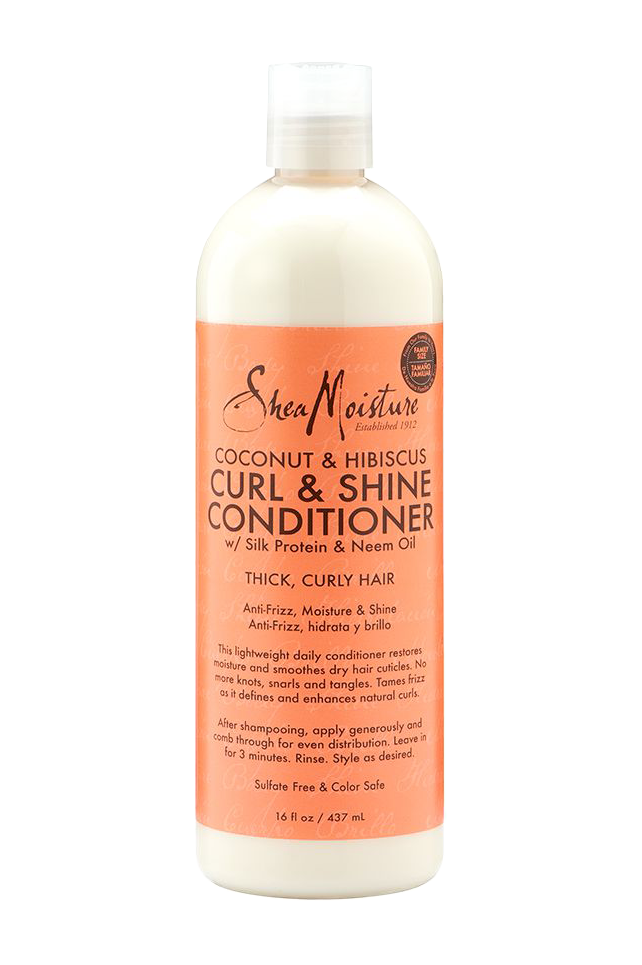 FAMILY
SIZE
TAMAÑO
FAMILIAR
SheaMoisture
Established 1912
COCONUT & HIBISCUS
CURL & SHINE
CONDITIONER
w/ Silk Protein & Neem Oil
THICK, CURLY HAIR
Anti-Frizz, Moisture & Shine
Anti-Frizz, hidrata y brillo
This lightweight daily conditioner restores
moisture and smoothes dry hair cuticles. No
more knots, snarls and tangles. Tames frizz
as it defines and enhances natural curls.
After shampooing, apply generously and
comb through for even distribution. Leave in
for 3 minutes. Rinse. Style as desired.
Sulfate Free & Color Safe
16 fl oz / 437 mL